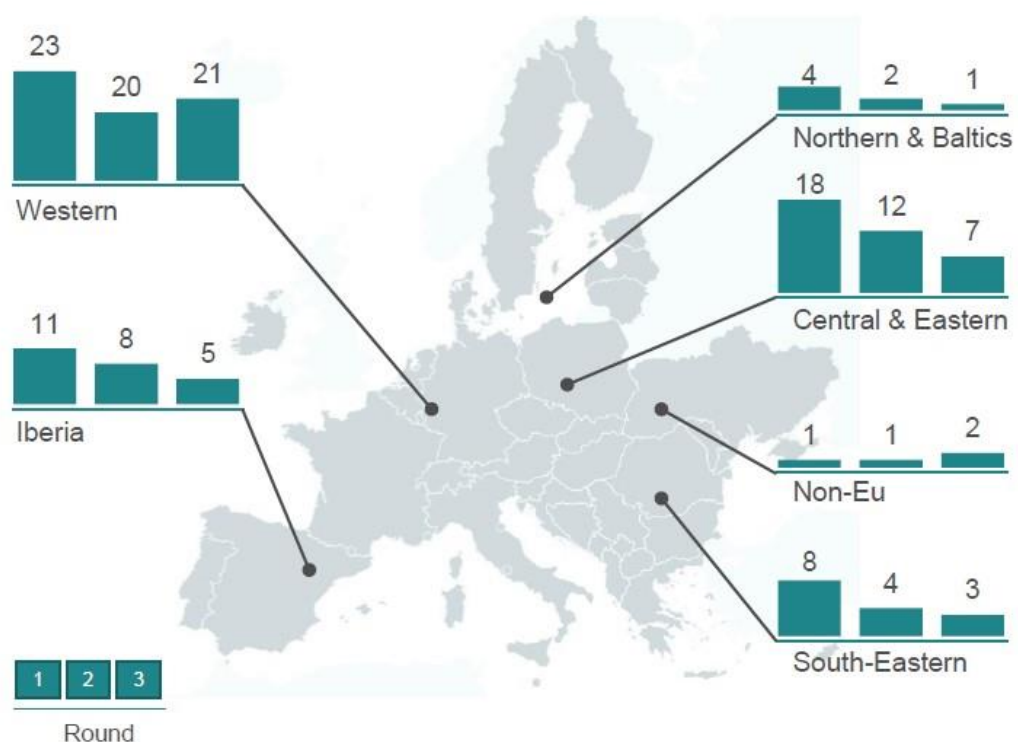 23 20 21
Western
11 8 5
Iberia
4 2 1
Northern & Baltics
18 12 7
Central & Eastern
1 1 2
Non-Eu
8 4 3
South-Eastern
1 2 3
Round